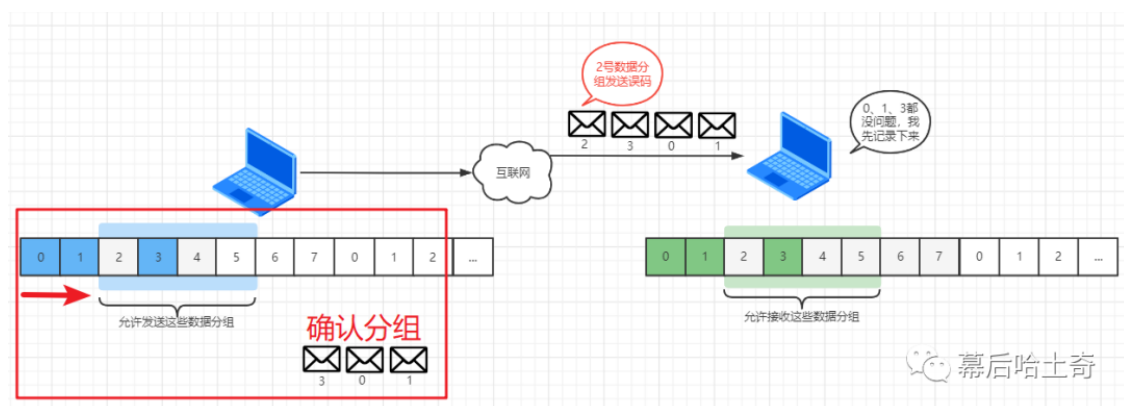 2号数据分
组发送误码
2 3 0 1
0、1、3都
没问题，我
先记录下来
互联网
0 1 2 3 4 5 6 7 0 1 2 ...
0 1 2 3 4 5 6 7 0 1 2 ...
允许发送这些数据分组
允许接收这些数据分组
确认分组
3 0 1
幕后哈土奇